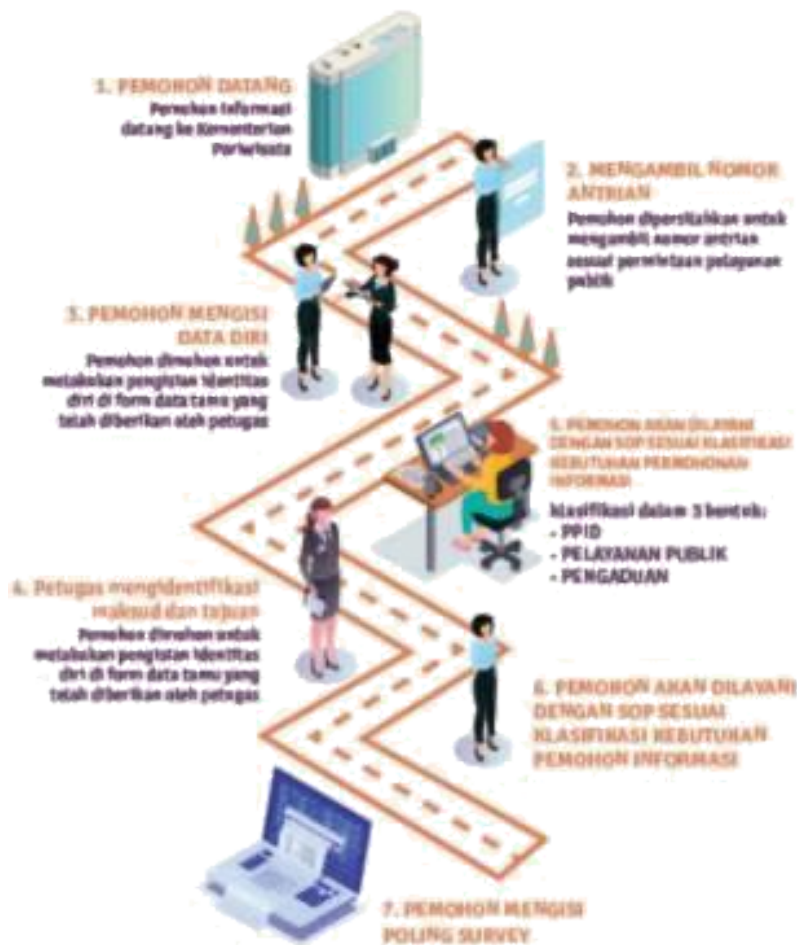 1. PEMOHON DATANG
Pemohon Informasi
datang ke Kementerian
Pariwisata
2. MENGAMBIL NOMOR
ANTRIAN
Pemohon dipersilahkan untuk
mengambil nomor antrian
sesuai permintaan pelayanan
publik
3. PEMOHON MENGISI
DATA DIRI
Pemohon dimohon untuk
melakukan pengisian identitas
diri di form data tamu yang
telah diberikan oleh petugas
4. Petugas mengidentifikasi
maksud dan tujuan
Pemohon dimohon untuk
melakukan pengisian identitas
diri di form data tamu yang
telah diberikan oleh petugas
5. PEMOHON AKAN DILAYANI
DENGAN SOP SESUAI KLASIFIKASI
KEBUTUHAN PERMOHONAN
INFORMASI
klasifikasi dalam 3 bentuk:
- PPID
- PELAYANAN PUBLIK
- PENGADUAN
6. PEMOHON AKAN DILAYANI
DENGAN SOP SESUAI
KLASIFIKASI KEBUTUHAN
PEMOHON INFORMASI
7. PEMOHON MENGISI
POLING SURVEY